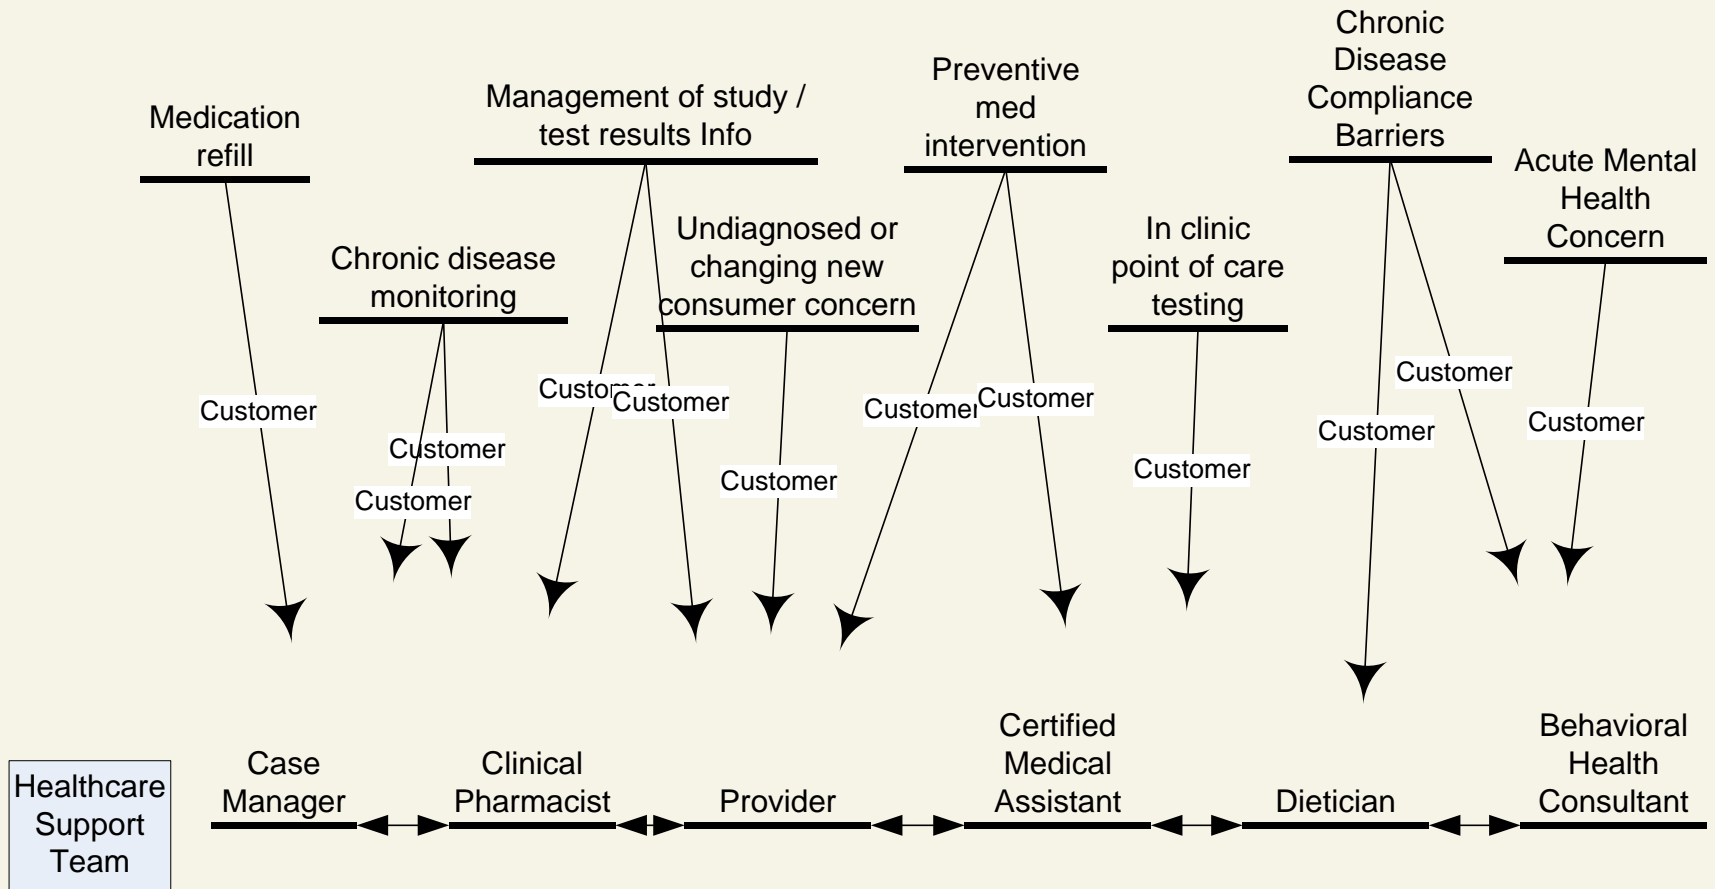 Medication
refill
Chronic disease
monitoring
Management of study /
test results Info
Undiagnosed or
changing new
consumer concern
Preventive
med
intervention
In clinic
point of care
testing
Chronic
Disease
Compliance
Barriers
Acute Mental
Health
Concern
Customer
Customer
Customer
Customer
Customer
Customer
Customer
Customer
Customer
Customer
Customer
Customer
Healthcare
Support
Team
Case
Manager
Clinical
Pharmacist
Provider
Certified
Medical
Assistant
Dietician
Behavioral
Health
Consultant